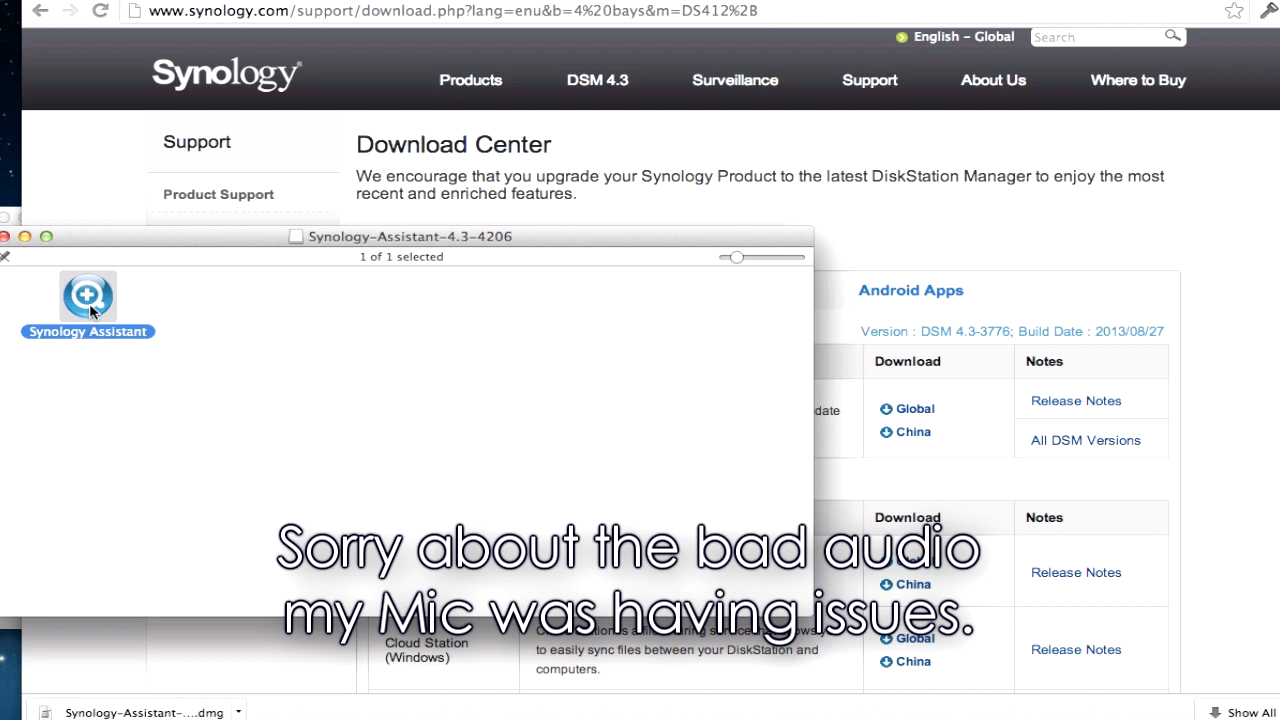 www.synology.com/support/download.php?lang=enu&b=4%20bays&m=DS412%2B
English – Global
Search
Synology®
Products
DSM 4.3
Surveillance
Support
About Us
Where to Buy
Support
Product Support
Download Center
We encourage that you upgrade your Synology Product to the latest DiskStation Manager to enjoy the most
recent and enriched features.
Synology-Assistant-4.3-4206
1 of 1 selected
Synology Assistant
Android Apps
Version : DSM 4.3-3776; Build Date : 2013/08/27
Download
Notes
date
Global
China
Release Notes
All DSM Versions
Download
Notes
China
Release Notes
Sorry about the bad audio
my Mic was having issues.
Cloud Station
(Windows)
to easily sync files between your DiskStation and
computers.
Global
China
Release Notes
Synology-Assistant-....dmg
Show All